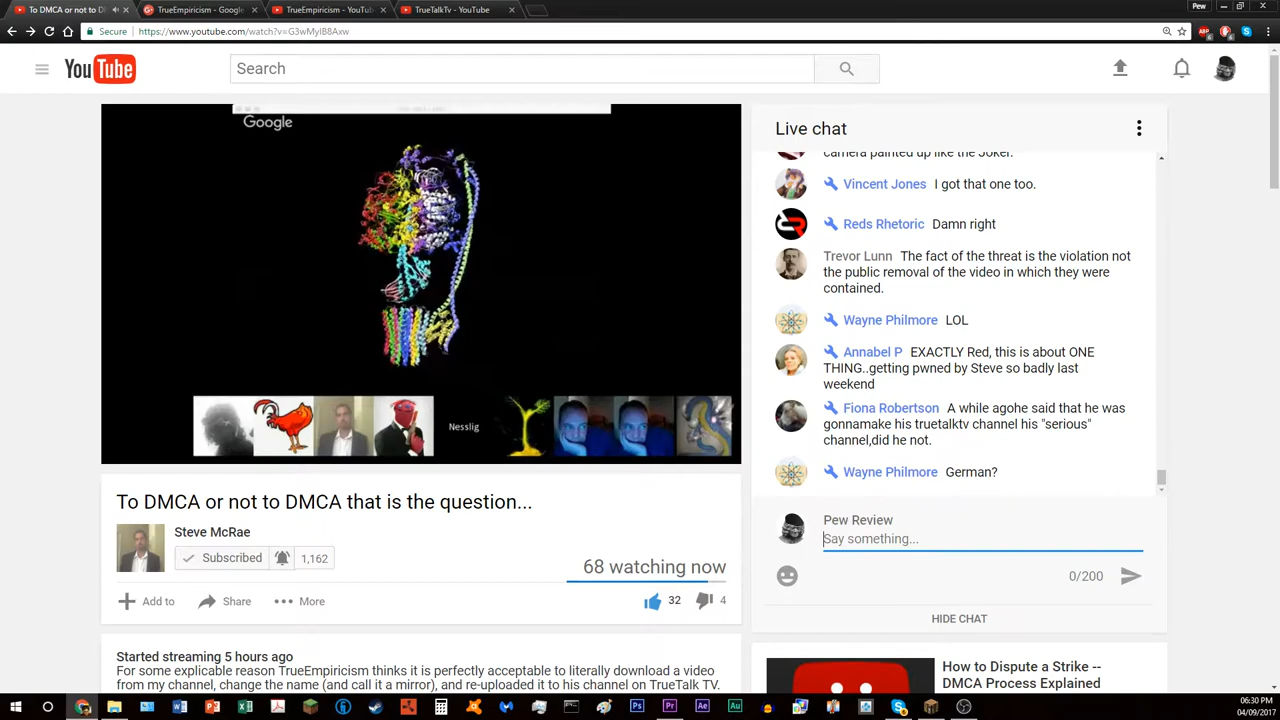 To DMCA or not to D
TrueEmpiricism - Google
TrueEmpiricism - YouTub
TrueTalkTv - YouTube
Pew
Secure
https://www.youtube.com/watch?v=G3wMyIB8Axw
YouTube
Search
Google
Nesslig
Live chat
camera painted up like the Joker.
Vincent Jones I got that one too.
Reds Rhetoric Damn right
Trevor Lunn The fact of the threat is the violation not
the public removal of the video in which they were
contained.
Wayne Philmore LOL
Annabel P EXACTLY Red, this is about ONE
THING..getting pwned by Steve so badly last
weekend
Fiona Robertson A while agohe said that he was
gonnamake his truetalktv channel his "serious"
channel,did he not.
Wayne Philmore German?
Pew Review
Say something...
0/200
HIDE CHAT
To DMCA or not to DMCA that is the question...
Steve McRae
Subscribed 1,162
68 watching now
Add to Share More
32 4
Started streaming 5 hours ago
For some explicable reason TrueEmpiricism thinks it is perfectly acceptable to literally download a video
from my channel, change the name (and call it a mirror), and re-uploaded it to his channel on TrueTalk TV.
How to Dispute a Strike --
DMCA Process Explained
06:30 PM
04/09/2017